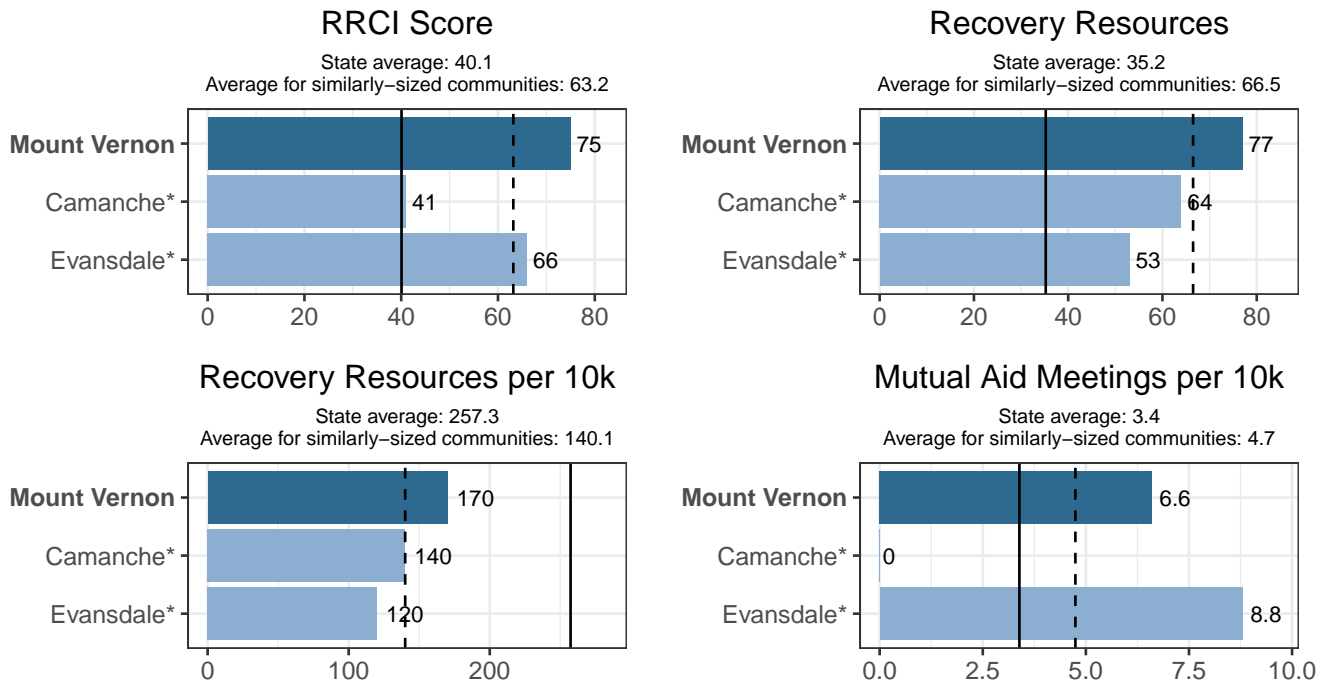 RRCI Score
State average: 40.1
Average for similarly−sized communities: 63.2
Mount Vernon
75
Camanche*
41
Evansdale*
66
0 20 40 60 80
Recovery Resources
State average: 35.2
Average for similarly−sized communities: 66.5
Mount Vernon
77
Camanche*
64
Evansdale*
53
0 20 40 60 80
Recovery Resources per 10k
State average: 257.3
Average for similarly−sized communities: 140.1
Mount Vernon
170
Camanche*
140
Evansdale*
120
0 100 200
Mutual Aid Meetings per 10k
State average: 3.4
Average for similarly−sized communities: 4.7
Mount Vernon
6.6
Camanche*
0
Evansdale*
8.8
0.0 2.5 5.0 7.5 10.0